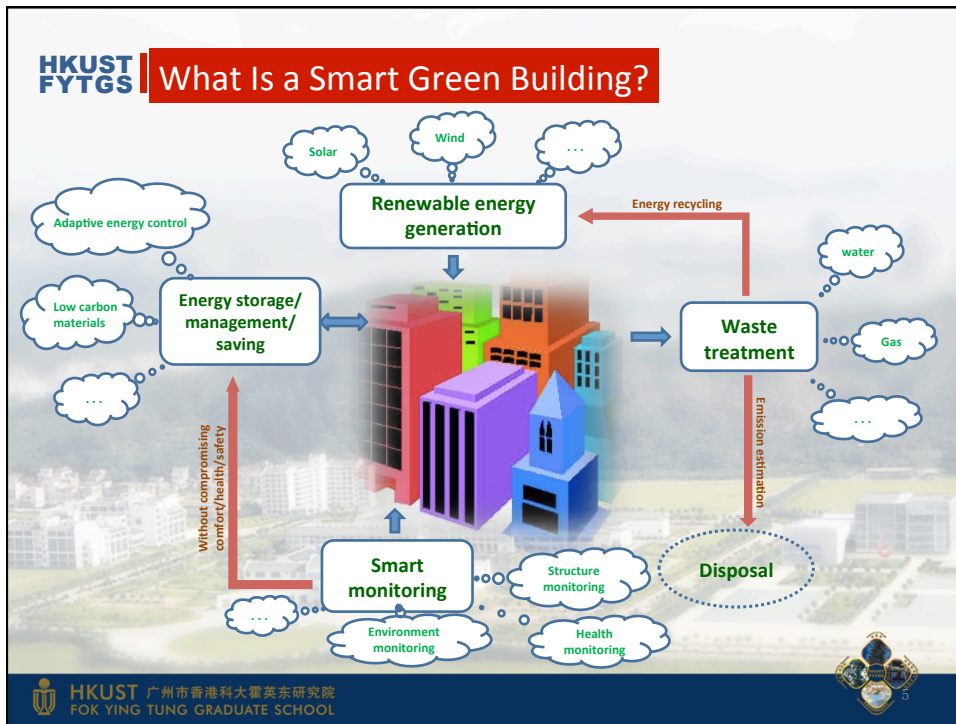 HKUST
FYTGS
What Is a Smart Green Building?
Solar
Wind
...
Renewable energy
generation
Energy recycling
Adaptive energy control
water
Low carbon
materials
Energy storage/
management/
saving
Waste
treatment
Gas
...
...
Without compromising
comfort/health/safety
Emission estimation
Smart
monitoring
Structure
monitoring
Disposal
...
Environment
monitoring
Health
monitoring
HKUST 广州市香港科大霍英东研究院
FOK YING TUNG GRADUATE SCHOOL
5